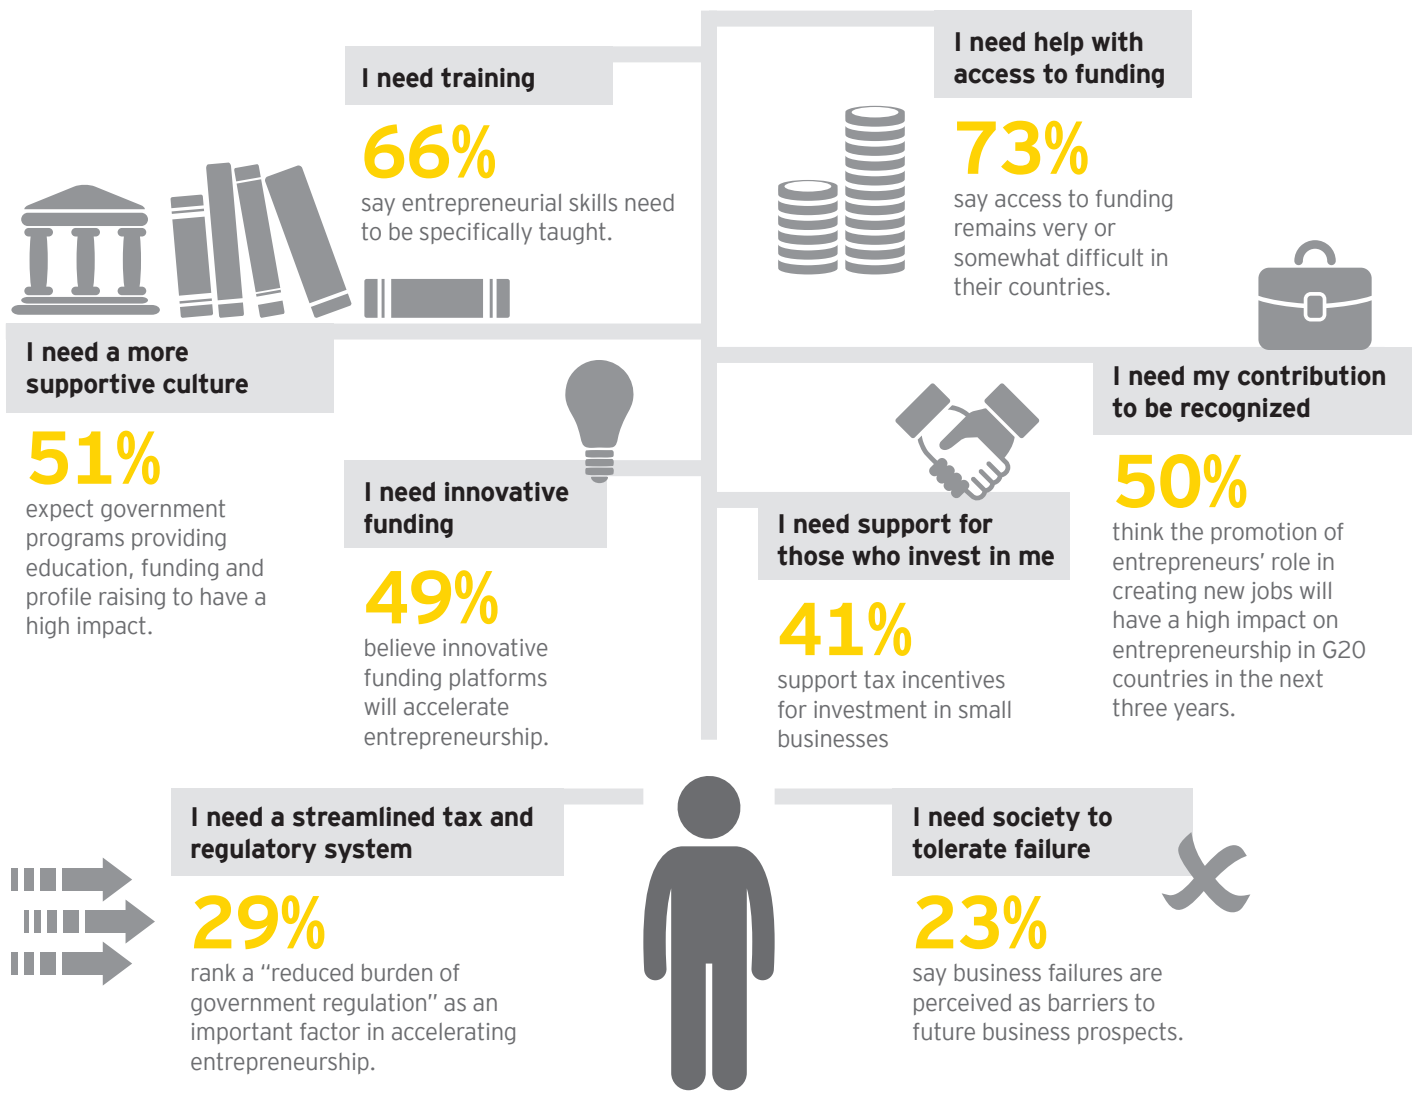 I need training
66%
say entrepreneurial skills need
to be specifically taught.
I need help with
access to funding
73%
say access to funding
remains very or
somewhat difficult in
their countries.
I need a more
supportive culture
51%
expect government
programs providing
education, funding and
profile raising to have a
high impact.
I need innovative
funding
49%
believe innovative
funding platforms
will accelerate
entrepreneurship.
I need support for
those who invest in me
41%
support tax incentives
for investment in small
businesses
I need my contribution
to be recognized
50%
think the promotion of
entrepreneurs’ role in
creating new jobs will
have a high impact on
entrepreneurship in G20
countries in the next
three years.
I need a streamlined tax and
regulatory system
29%
rank a “reduced burden of
government regulation” as an
important factor in accelerating
entrepreneurship.
I need society to
tolerate failure
23%
say business failures are
perceived as barriers to
future business prospects.